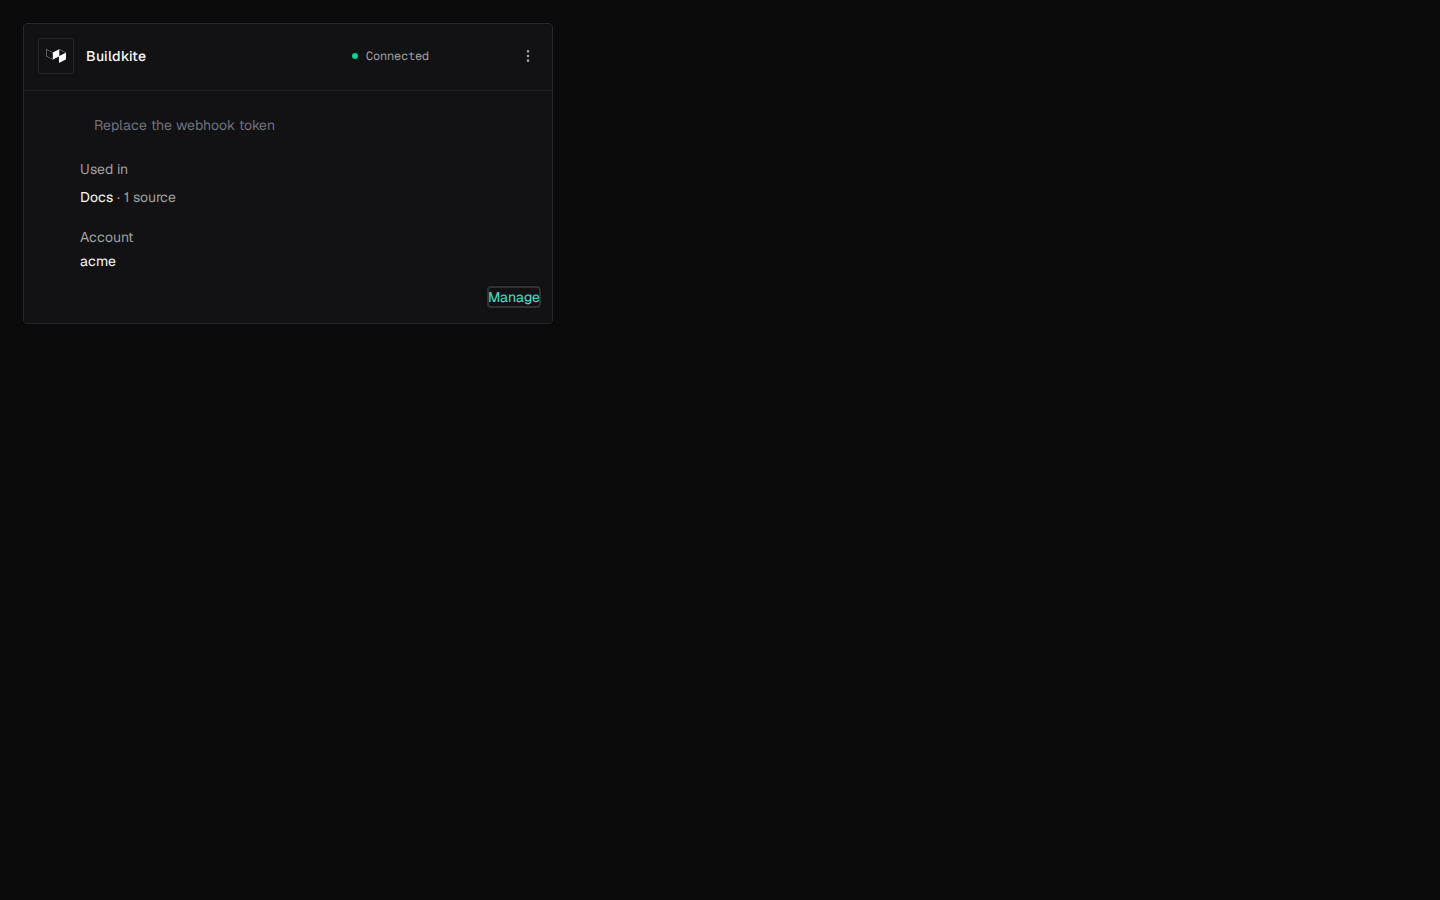 Buildkite
Connected
Replace the webhook token
Used in
Docs · 1 source
Account
acme
Manage